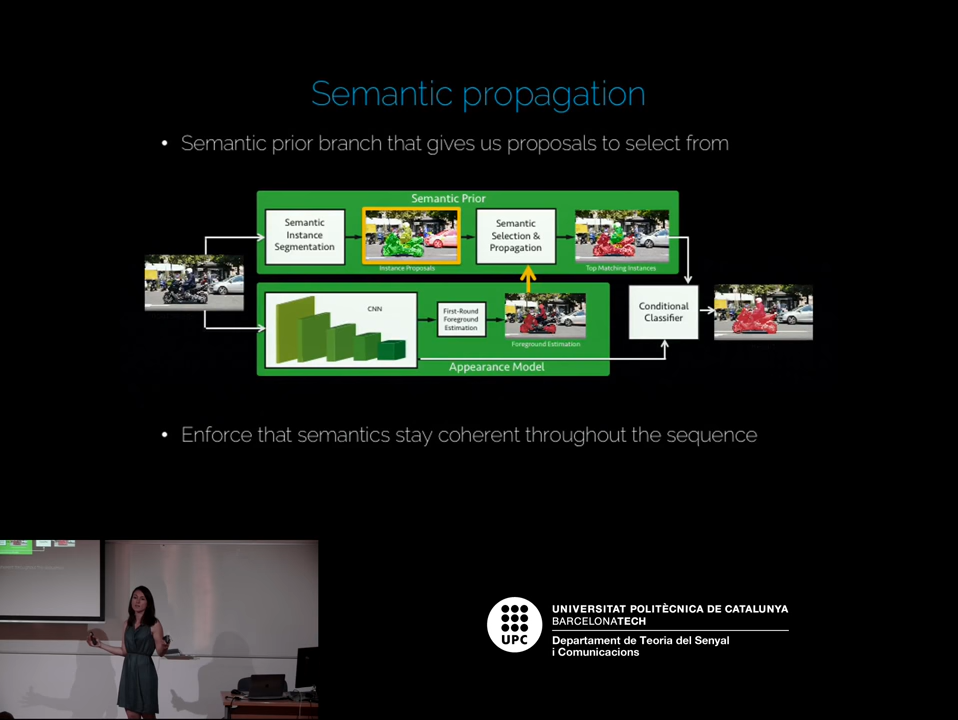 Semantic propagation
• Semantic prior branch that gives us proposals to select from
Semantic Prior
Semantic
Instance
Segmentation
Instance Proposals
Semantic
Selection &
Propagation
Top Matching Instances
CNN
First-Round
Foreground
Estimation
Foreground Estimation
Appearance Model
Conditional
Classifier
• Enforce that semantics stay coherent throughout the sequence
UPC
UNIVERSITAT POLITÈCNICA DE CATALUNYA
BARCELONATECH
Departament de Teoria del Senyal
i Comunicacions